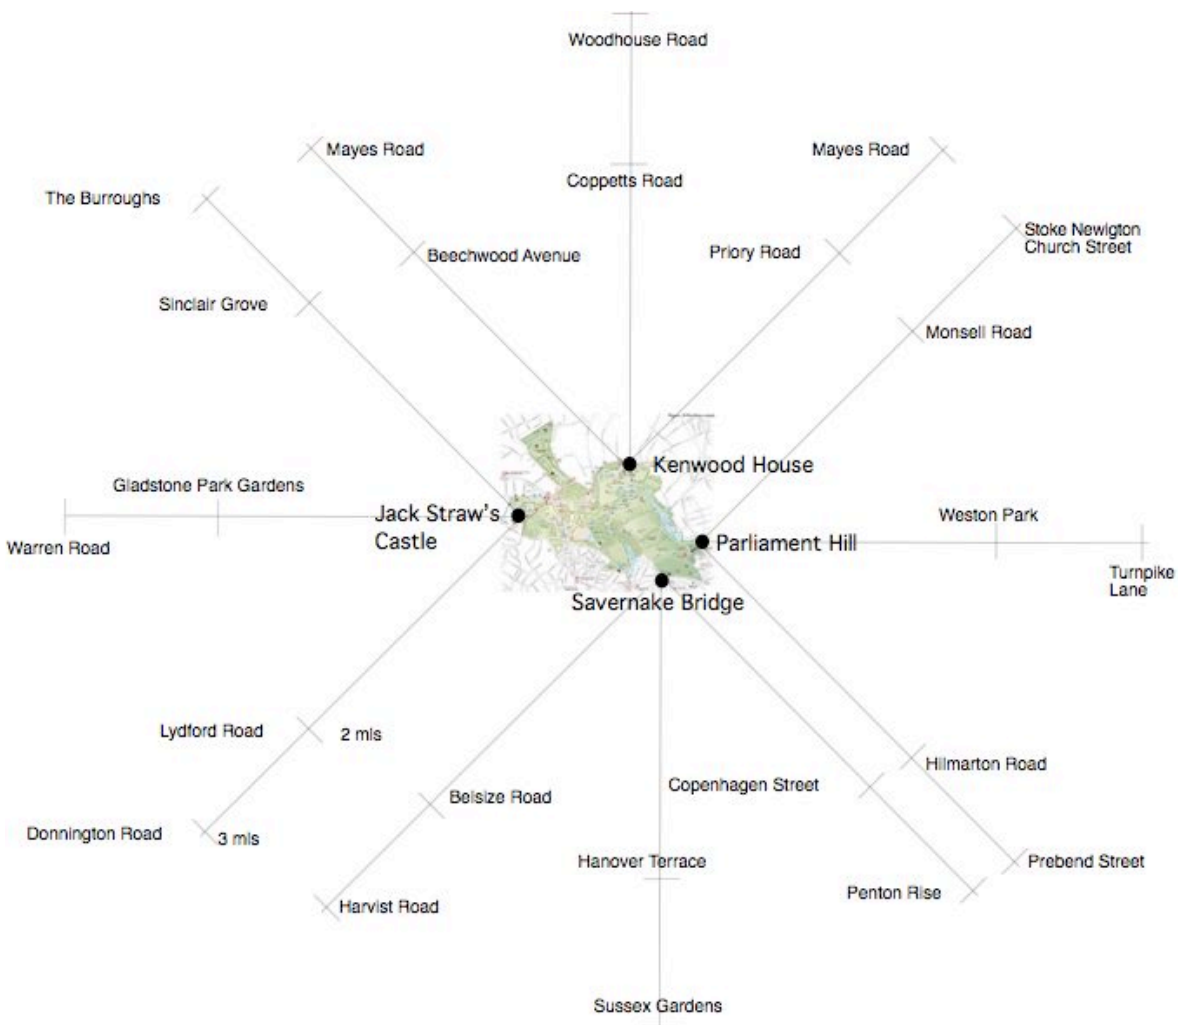 Woodhouse Road
Mayes Road
Mayes Road
Coppetts Road
The Burroughs
Stoke Newigton
Church Street
Beechwood Avenue
Priory Road
Sinclair Grove
Monsell Road
Kenwood House
Gladstone Park Gardens
Jack Straw's
Castle
Weston Park
Warren Road
Parliament Hill
Turnpike
Lane
Savernake Bridge
Lydford Road
2 mls
Hilmarton Road
Copenhagen Street
Belsize Road
Donnington Road
3 mls
Hanover Terrace
Prebend Street
Penton Rise
Harvist Road
Sussex Gardens